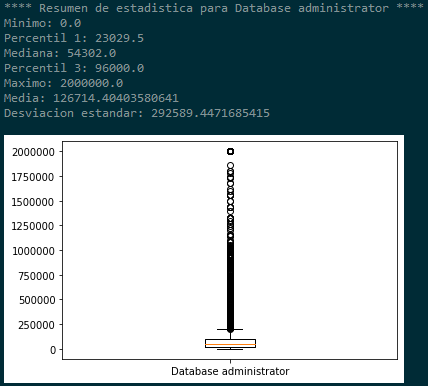 **** Resumen de estadistica para Database administrator ****
Minimo: 0.0
Percentil 1: 23029.5
Mediana: 54302.0
Percentil 3: 96000.0
Maximo: 2000000.0
Media: 126714.40403580641
Desviacion estandar: 292589.4471685415
2000000
1750000
1500000
1250000
1000000
750000
500000
250000
0
Database administrator